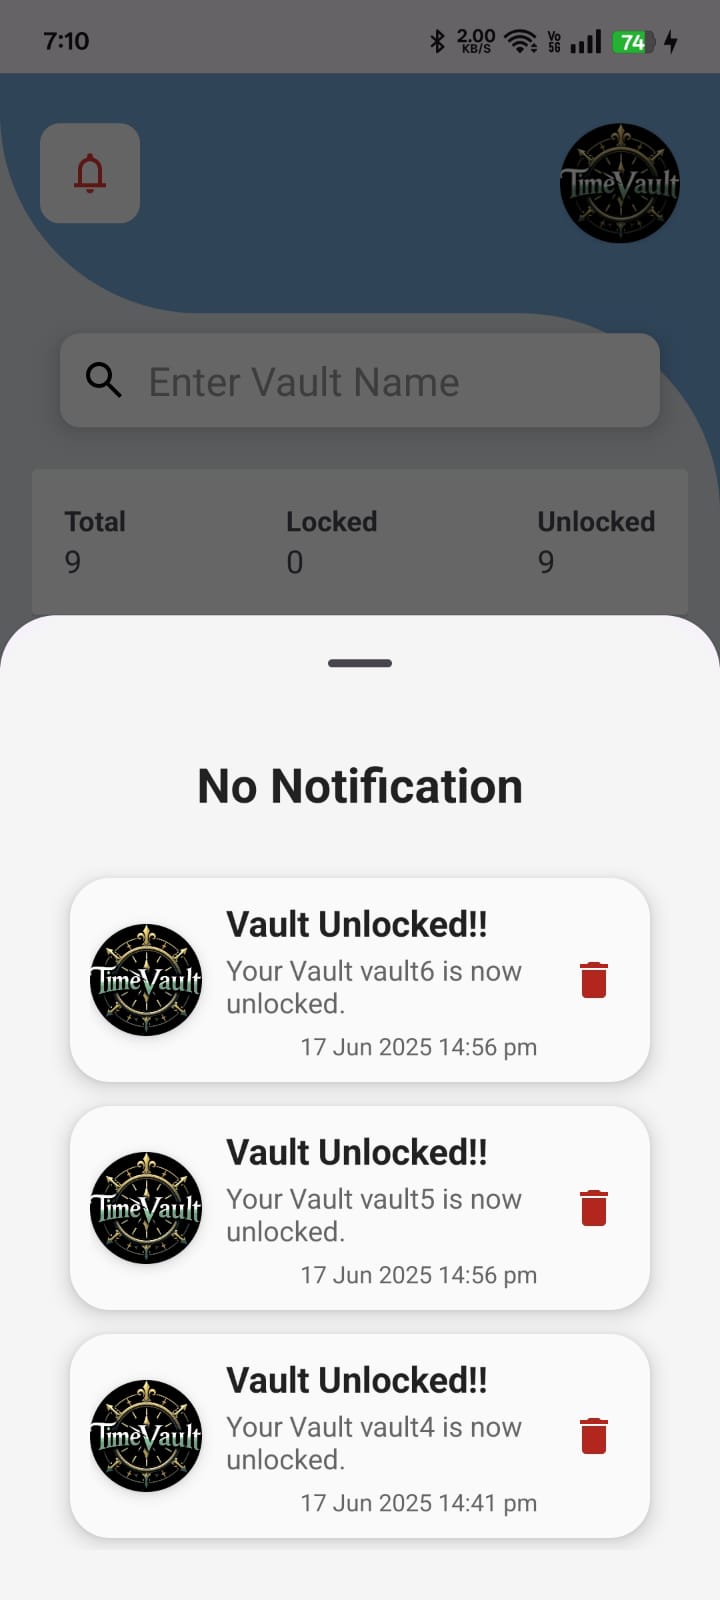 7:10
2.00
KB/S
Vo
5G
74
TimeVault
Enter Vault Name
Total
Locked
Unlocked
9
0
9
No Notification
Vault Unlocked!!
TimeVault
Your Vault vault6 is now
unlocked.
17 Jun 2025 14:56 pm
Vault Unlocked!!
TimeVault
Your Vault vault5 is now
unlocked.
17 Jun 2025 14:56 pm
Vault Unlocked!!
TimeVault
Your Vault vault4 is now
unlocked.
17 Jun 2025 14:41 pm